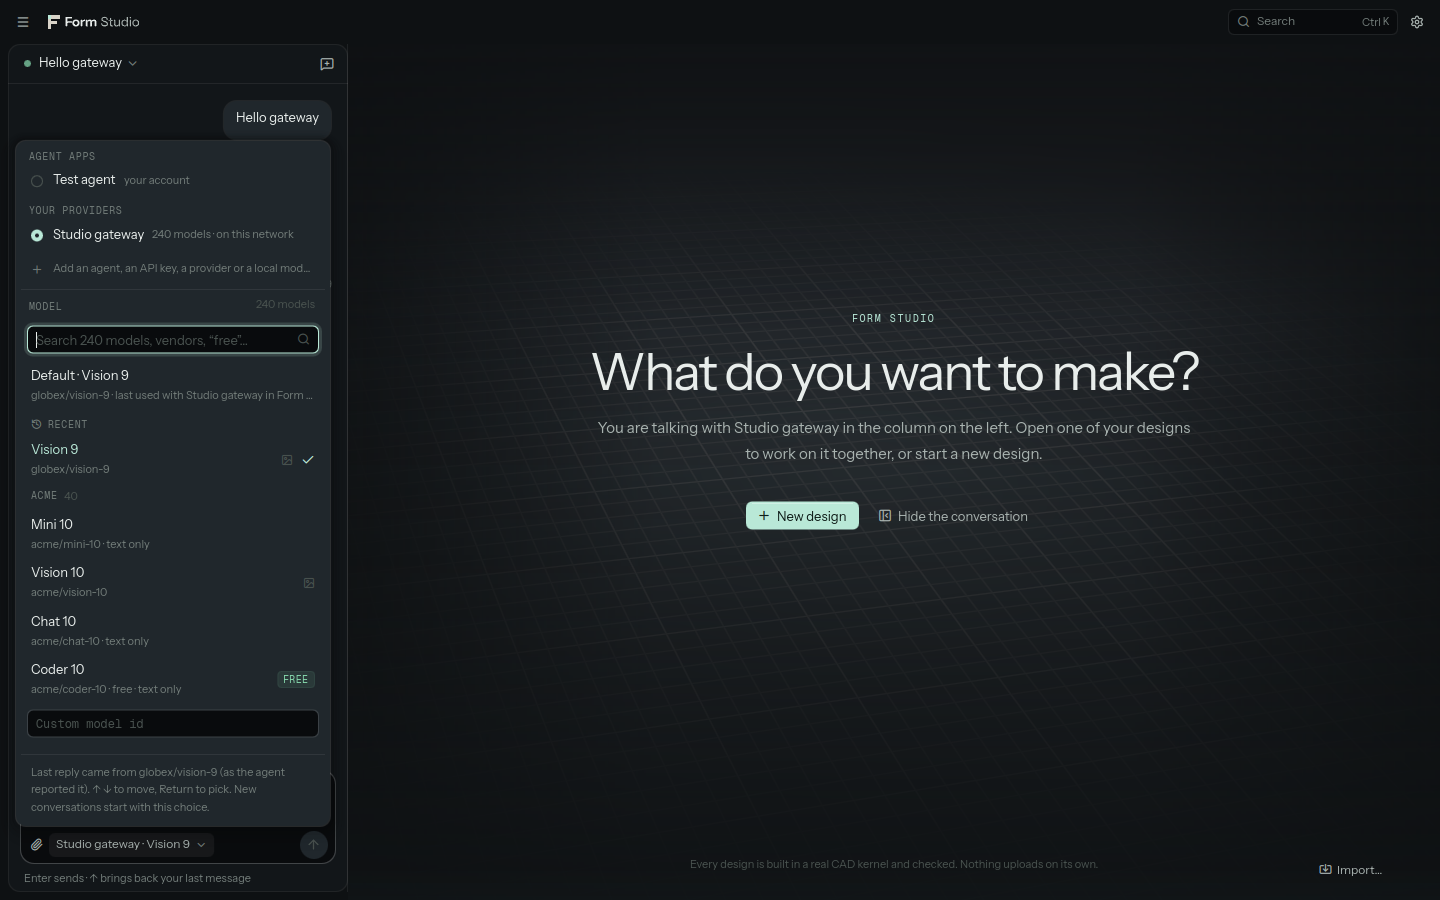 Form Studio
Search
Ctrl K
Hello gateway
Hello gateway
AGENT APPS
Test agent your account
YOUR PROVIDERS
Studio gateway 240 models · on this network
Add an agent, an API key, a provider or a local mod...
MODEL
240 models
Search 240 models, vendors, “free”...
Default · Vision 9
globex/vision-9 · last used with Studio gateway in Form ...
RECENT
Vision 9
globex/vision-9
ACME 40
Mini 10
acme/mini-10 · text only
Vision 10
acme/vision-10
Chat 10
acme/chat-10 · text only
Coder 10
acme/coder-10 · free · text only
FREE
Custom model id
Last reply came from globex/vision-9 (as the agent
reported it). ↑ ↓ to move, Return to pick. New
conversations start with this choice.
Studio gateway · Vision 9
Enter sends · ↑ brings back your last message
FORM STUDIO
What do you want to make?
You are talking with Studio gateway in the column on the left. Open one of your designs
to work on it together, or start a new design.
New design
Hide the conversation
Every design is built in a real CAD kernel and checked. Nothing uploads on its own.
Import...